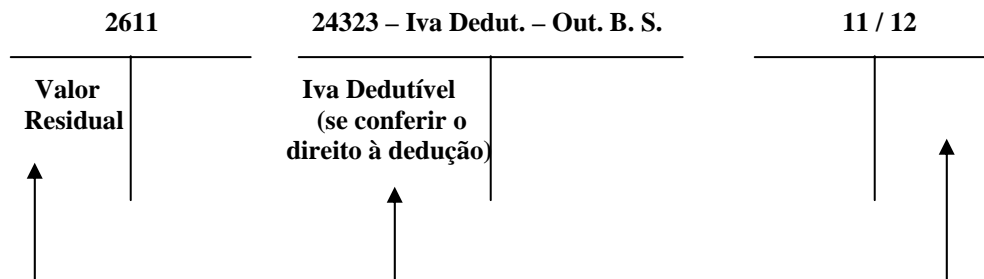 2611
24323 – Iva Dedut. – Out. B. S.
11 / 12
Valor
Residual
Iva Dedutível
(se conferir o
direito à dedução)